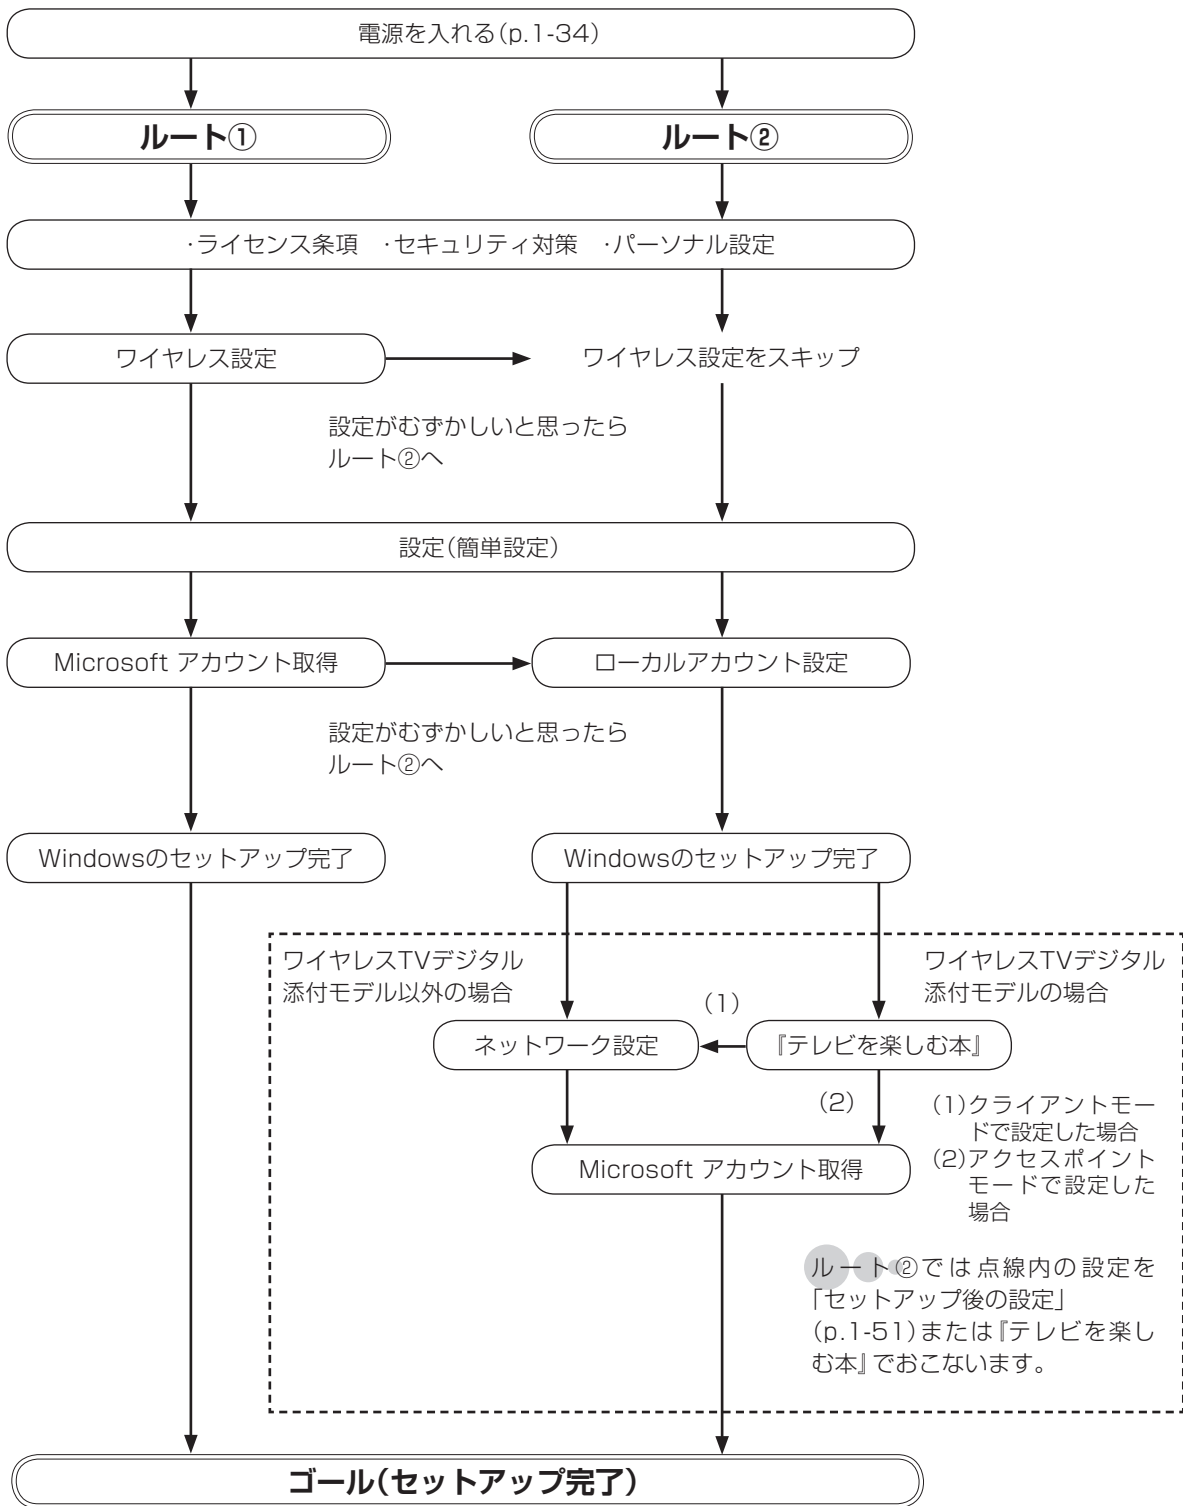 電源を入れる(p.1-34)
ルート① ルート②
・ライセンス条項 ・セキュリティ対策 ・パーソナル設定
ワイヤレス設定 ワイヤレス設定をスキップ
設定がむずかしいと思ったら
ルート②へ
設定(簡単設定)
Microsoft アカウント取得 ローカルアカウント設定
設定がむずかしいと思ったら
ルート②へ
Windowsのセットアップ完了 Windowsのセットアップ完了
ワイヤレスTVデジタル
添付モデル以外の場合
ワイヤレスTVデジタル
添付モデルの場合
(1)
ネットワーク設定 『テレビを楽しむ本』
(2)
(1)クライアントモー
ドで設定した場合
(2)アクセスポイント
モードで設定した
場合
Microsoft アカウント取得
ルート②では点線内の設定を
「セットアップ後の設定」
(p.1-51)または『テレビを楽し
む本』でおこないます。
ゴール(セットアップ完了)